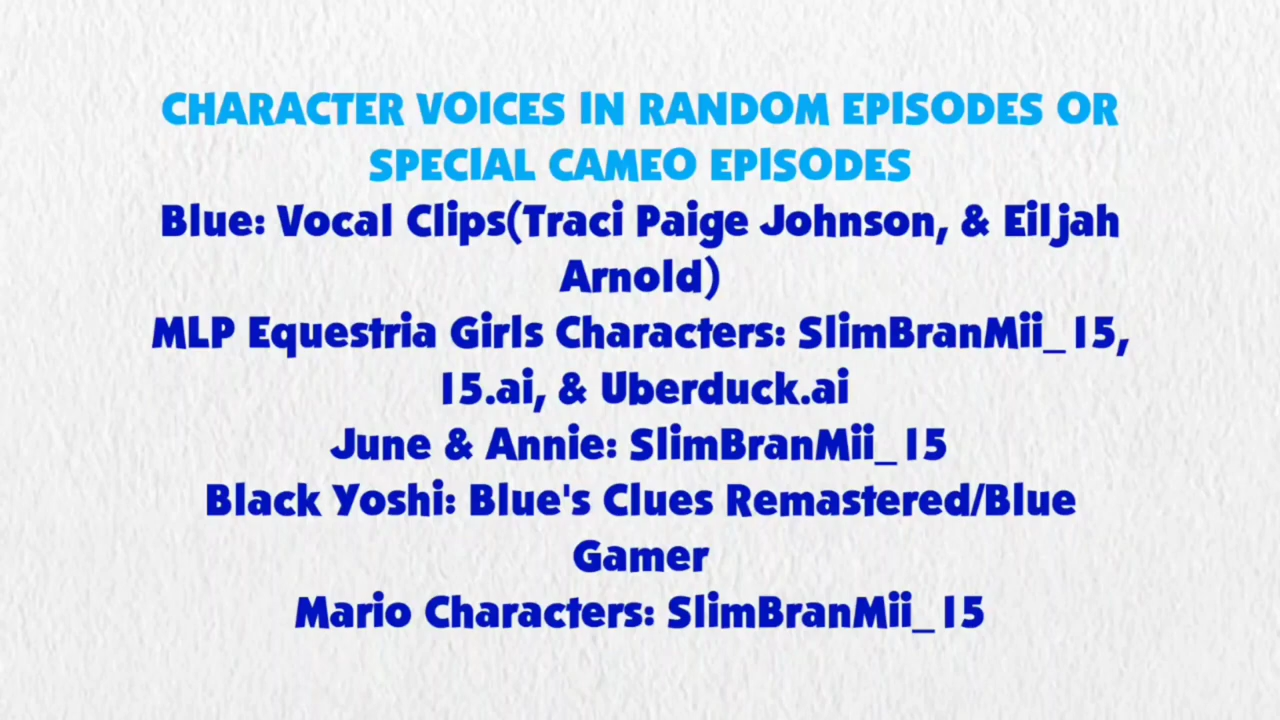 CHARACTER VOICES IN RANDOM EPISODES OR
SPECIAL CAMEO EPISODES
Blue: Vocal Clips(Traci Paige Johnson, & Eiljah
Arnold)
MLP Equestria Girls Characters: SlimBranMii_15,
15.ai, & Uberduck.ai
June & Annie: SlimBranMii_15
Black Yoshi: Blue's Clues Remastered/Blue
Gamer
Mario Characters: SlimBranMii_15